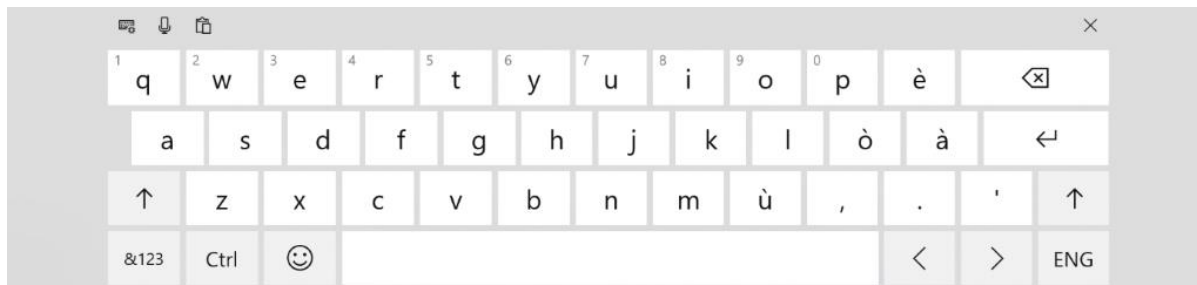 1 q 2 w 3 e 4 r 5 t 6 y 7 u 8 i 9 o 0 p è
a s d f g h j k l ò à
z x c v b n m ù , . '
&123 Ctrl < > ENG